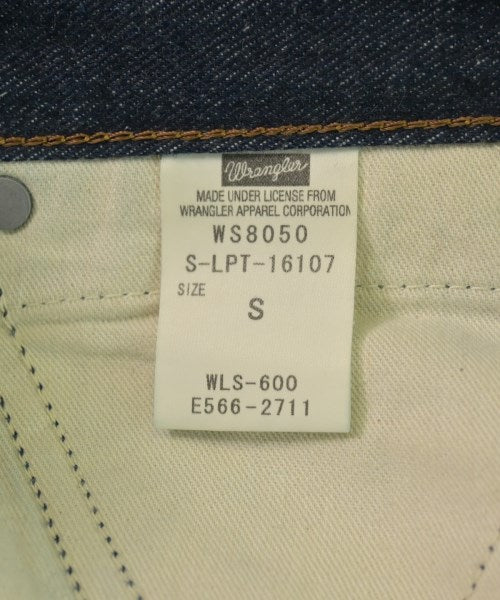 Wrangler
MADE UNDER LICENSE FROM
WRANGLER APPAREL CORPORATION
WS8050
S-LPT-16107
SIZE
S
WLS-600
E566-2711